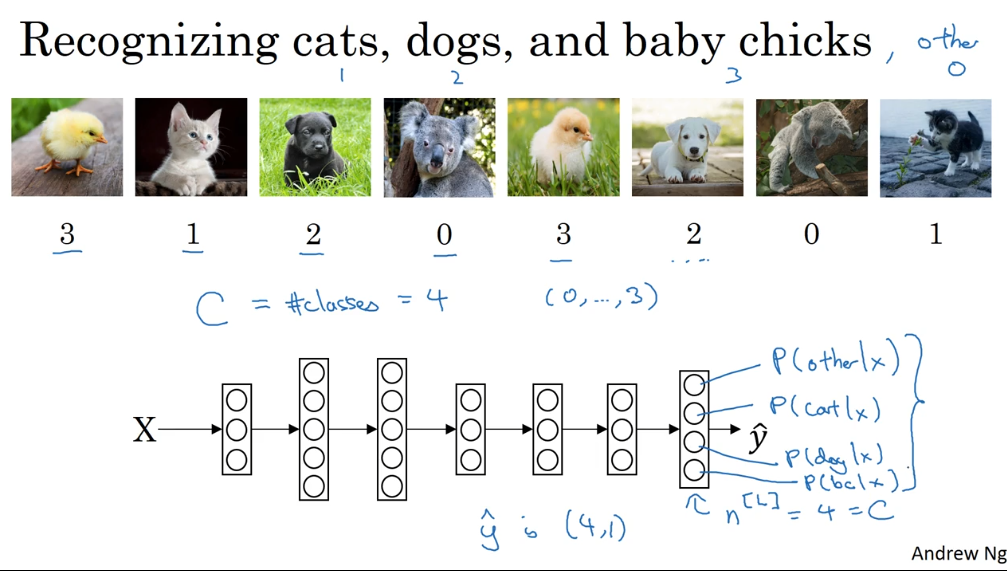 Recognizing cats, dogs, and baby chicks , other
1 2 3 0
3 1 2 0 3 2 0 1
C = #classes = 4 (0, ..., 3)
P(other|x)
P(cart|x)
X ŷ
P(dog|x)
P(bc|x)
n^[L] = 4 = C
ŷ is (4,1)
Andrew Ng